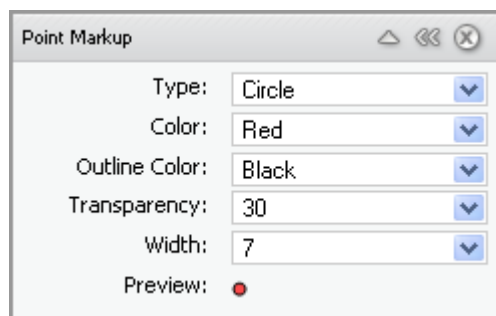 Point Markup
Type: Circle
Color: Red
Outline Color: Black
Transparency: 30
Width: 7
Preview: